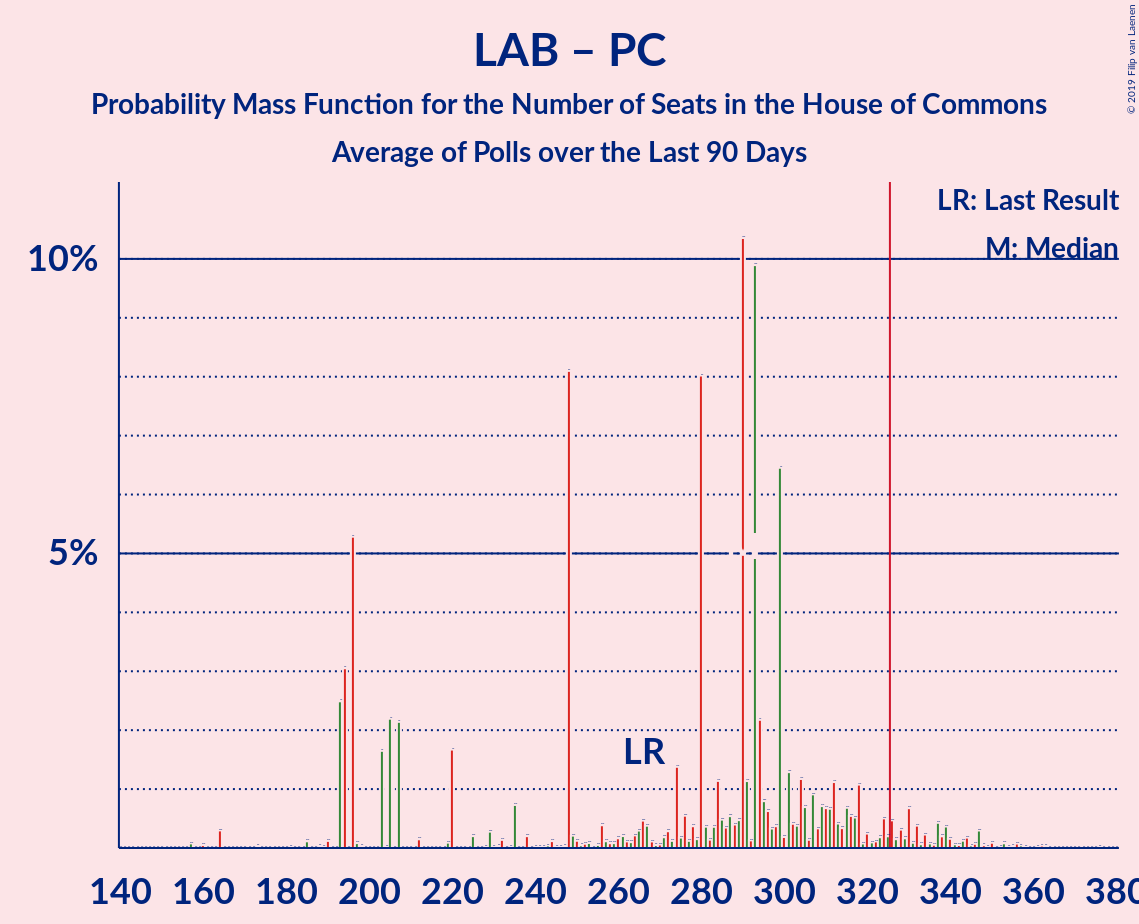 LAB – PC
Probability Mass Function for the Number of Seats in the House of Commons
Average of Polls over the Last 90 Days
© 2019 Filip van Laenen
LR: Last Result
M: Median
10%
5%
LR
140 160 180 200 220 240 260 280 300 320 340 360 380